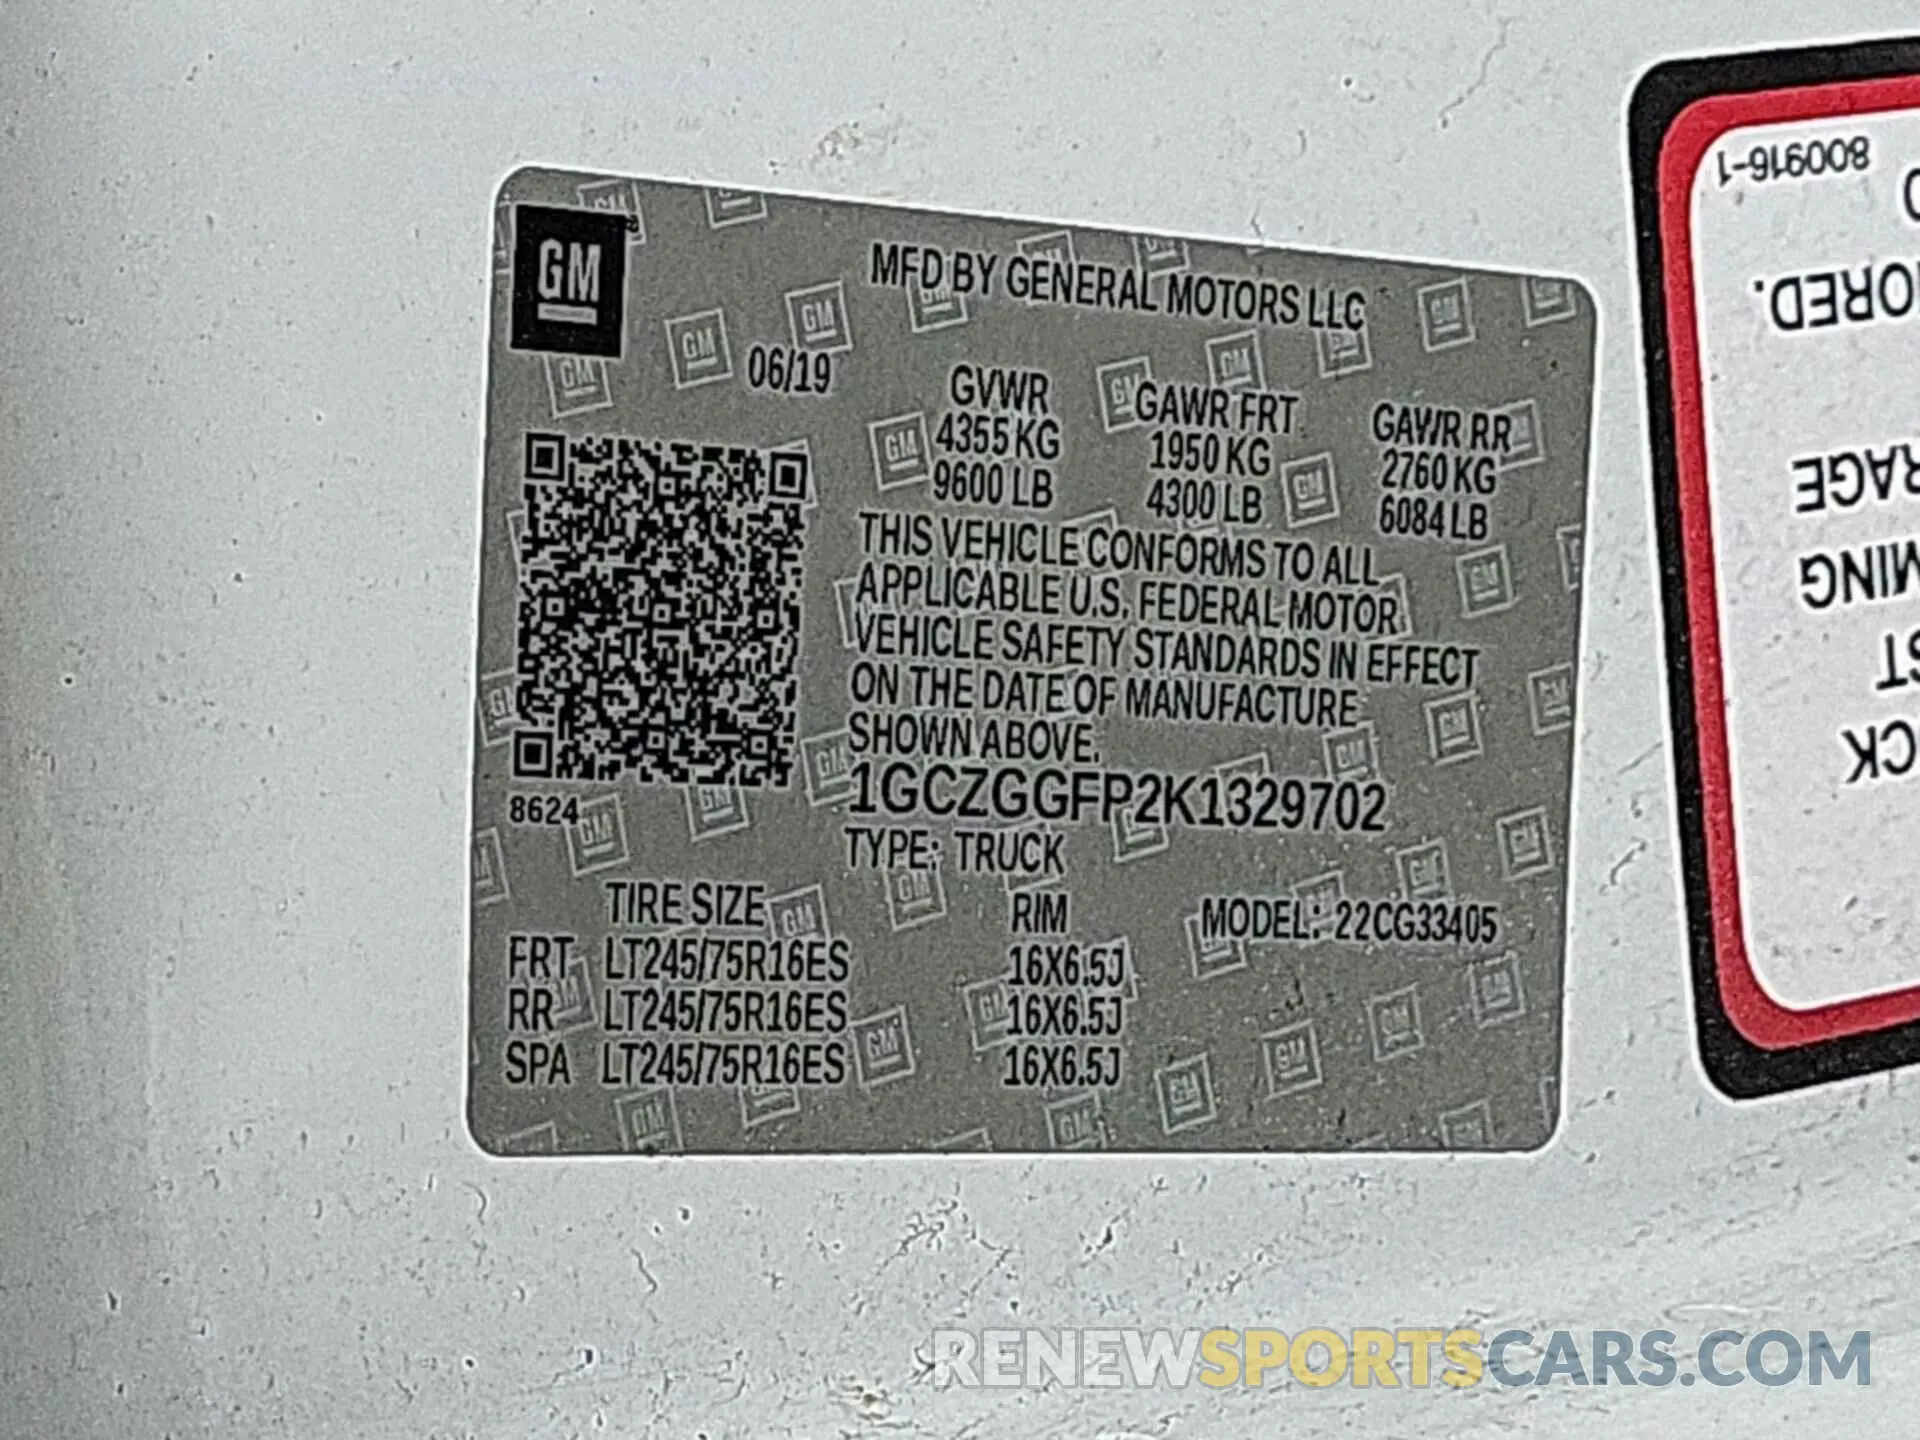 GM
MFD BY GENERAL MOTORS LLC
06/19
GVWR GAWR FRT GAWR RR
4355 KG 1950 KG 2760 KG
9600 LB 4300 LB 6084 LB
THIS VEHICLE CONFORMS TO ALL
APPLICABLE U.S. FEDERAL MOTOR
VEHICLE SAFETY STANDARDS IN EFFECT
ON THE DATE OF MANUFACTURE
SHOWN ABOVE.
8624
1GCZGGFP2K1329702
TYPE: TRUCK
TIRE SIZE RIM MODEL: 22CG33405
FRT LT245/75R16ES 16X6.5J
RR LT245/75R16ES 16X6.5J
SPA LT245/75R16ES 16X6.5J
800916-1
RENEWSPORTSCARS.COM